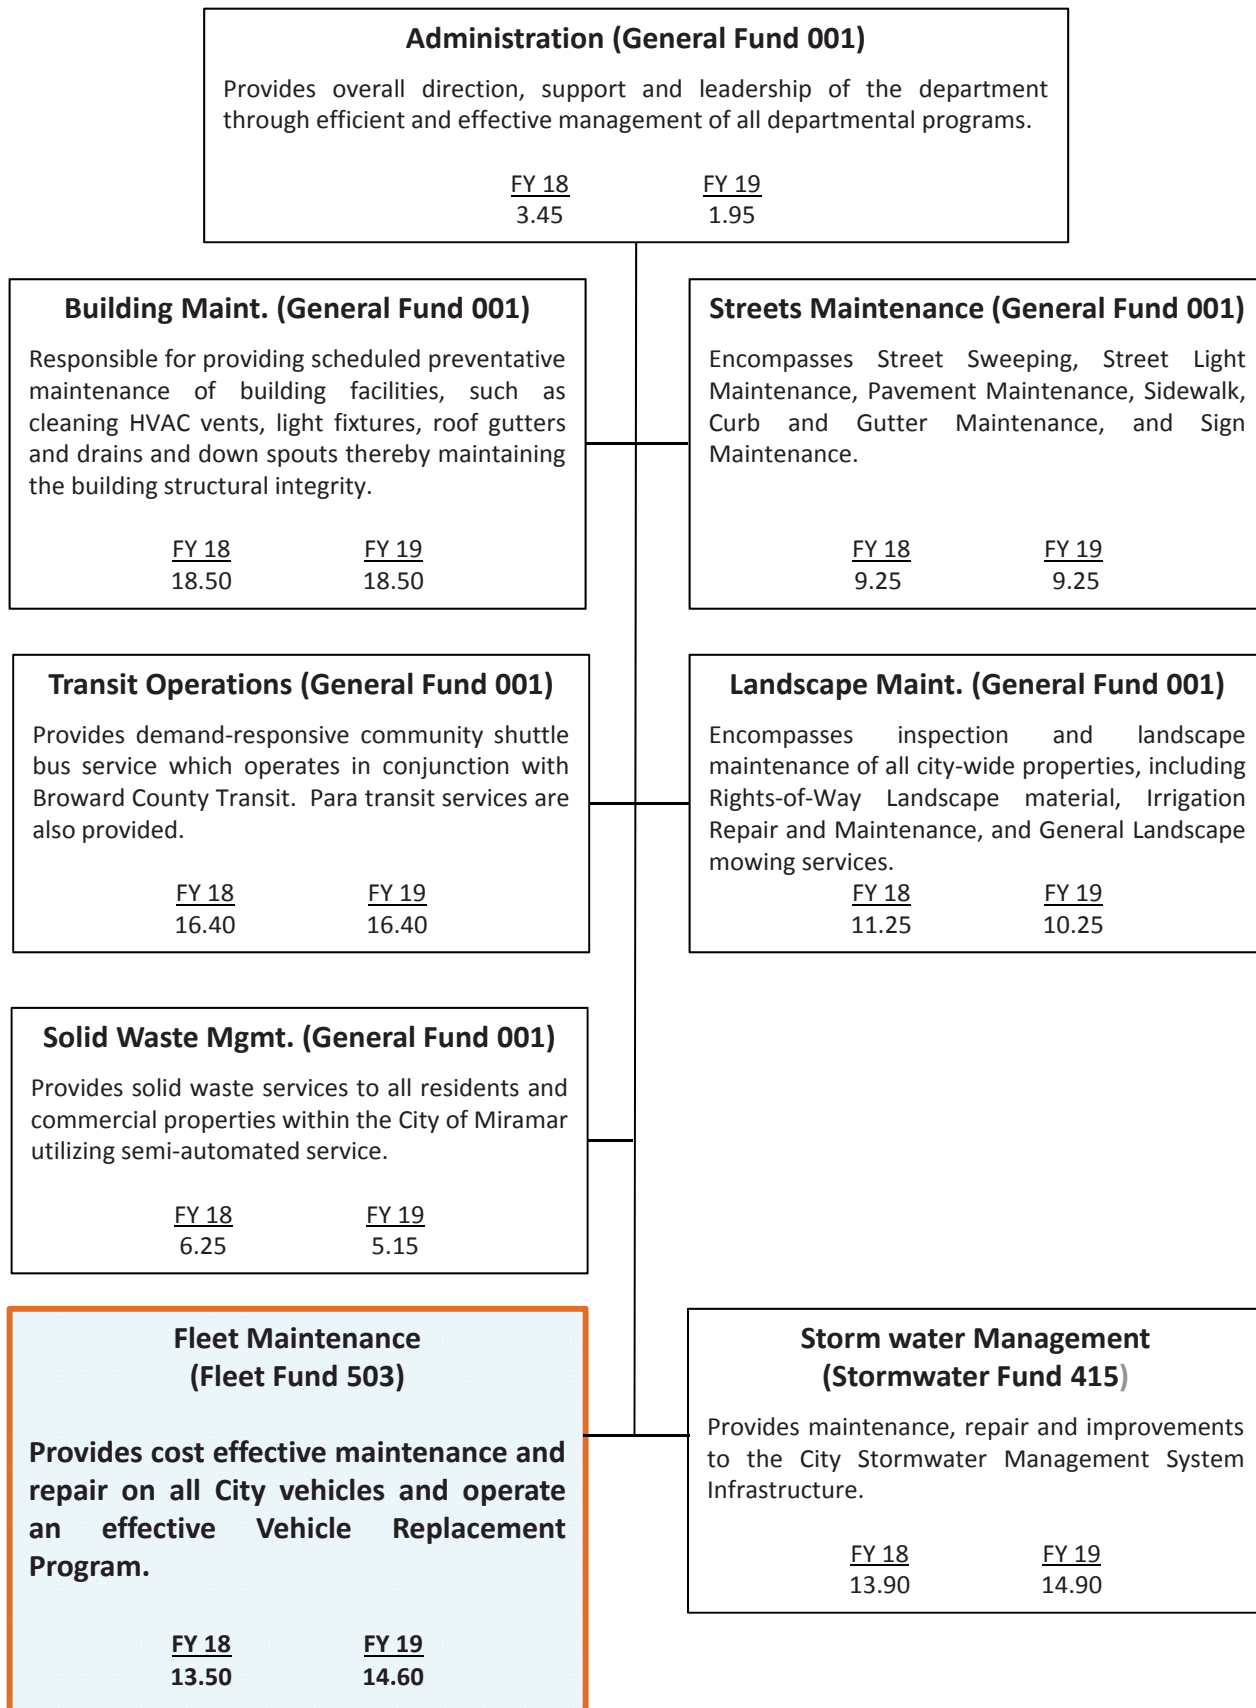 Administration (General Fund 001)
Provides overall direction, support and leadership of the department
through efficient and effective management of all departmental programs.
FY 18 FY 19
3.45 1.95
Building Maint. (General Fund 001)
Responsible for providing scheduled preventative
maintenance of building facilities, such as
cleaning HVAC vents, light fixtures, roof gutters
and drains and down spouts thereby maintaining
the building structural integrity.
FY 18 FY 19
18.50 18.50
Streets Maintenance (General Fund 001)
Encompasses Street Sweeping, Street Light
Maintenance, Pavement Maintenance, Sidewalk,
Curb and Gutter Maintenance, and Sign
Maintenance.
FY 18 FY 19
9.25 9.25
Transit Operations (General Fund 001)
Provides demand-responsive community shuttle
bus service which operates in conjunction with
Broward County Transit. Para transit services are
also provided.
FY 18 FY 19
16.40 16.40
Landscape Maint. (General Fund 001)
Encompasses inspection and landscape
maintenance of all city-wide properties, including
Rights-of-Way Landscape material, Irrigation
Repair and Maintenance, and General Landscape
mowing services.
FY 18 FY 19
11.25 10.25
Solid Waste Mgmt. (General Fund 001)
Provides solid waste services to all residents and
commercial properties within the City of Miramar
utilizing semi-automated service.
FY 18 FY 19
6.25 5.15
Fleet Maintenance
(Fleet Fund 503)
Provides cost effective maintenance and
repair on all City vehicles and operate
an effective Vehicle Replacement
Program.
FY 18 FY 19
13.50 14.60
Storm water Management
(Stormwater Fund 415)
Provides maintenance, repair and improvements
to the City Stormwater Management System
Infrastructure.
FY 18 FY 19
13.90 14.90